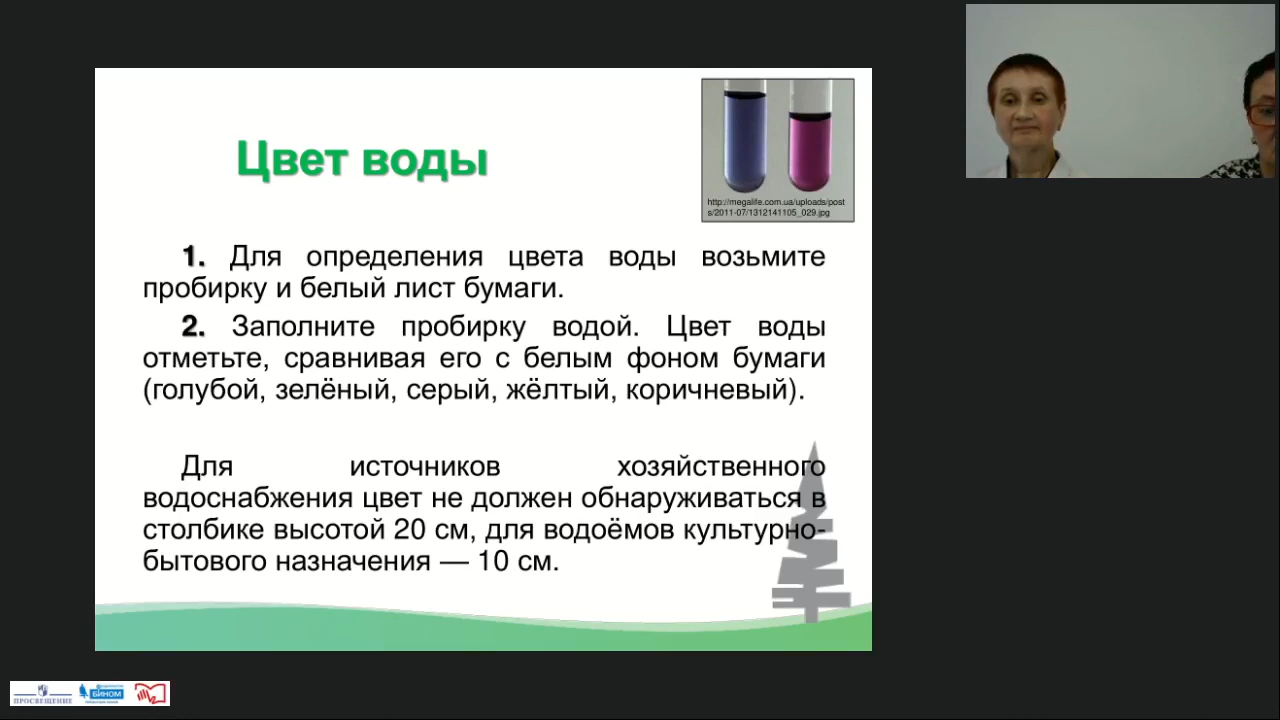 Цвет воды
http://megalife.com.ua/uploads/post
s/2011-07/1312141105_029.jpg
1. Для определения цвета воды возьмите
пробирку и белый лист бумаги.
2. Заполните пробирку водой. Цвет воды
отметьте, сравнивая его с белым фоном бумаги
(голубой, зелёный, серый, жёлтый, коричневый).
Для источников хозяйственного
водоснабжения цвет не должен обнаруживаться в
столбике высотой 20 см, для водоёмов культурно-
бытового назначения — 10 см.
ПРОСВЕЩЕНИЕ
БИНОМ